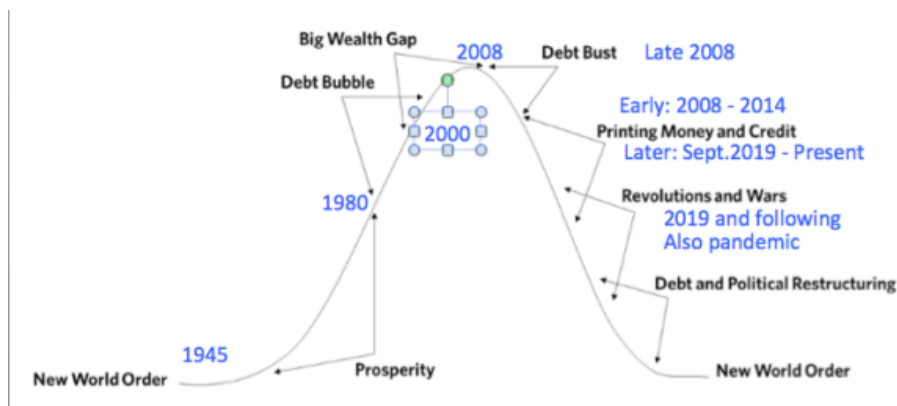 Big Wealth Gap
2008
Debt Bust
Late 2008
Debt Bubble
Early: 2008 - 2014
2000
Printing Money and Credit
Later: Sept.2019 - Present
1980
Revolutions and Wars
2019 and following
Also pandemic
Debt and Political Restructuring
1945
New World Order
Prosperity
New World Order